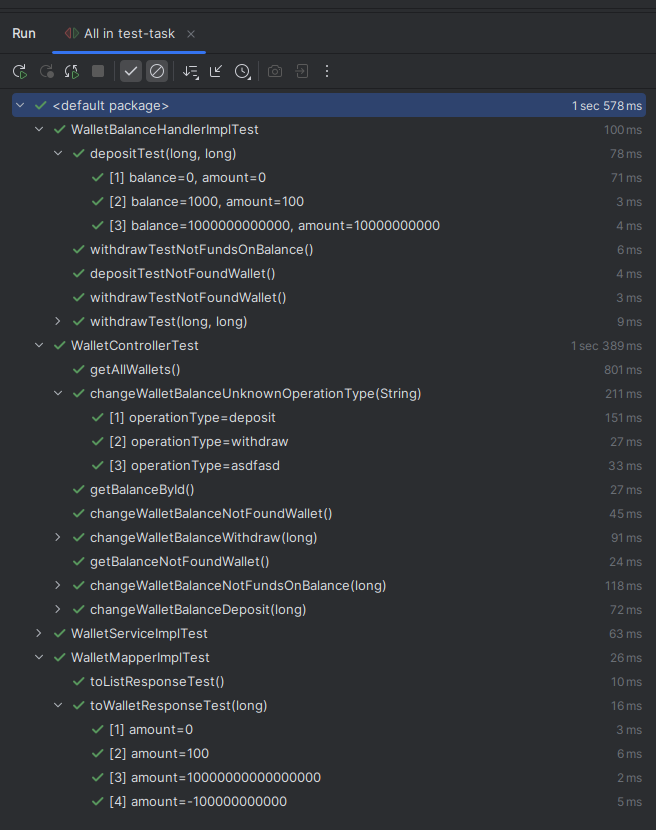 Run All in test-task
<default package> 1 sec 578 ms
WalletBalanceHandlerImplTest 100 ms
depositTest(long, long) 78 ms
[1] balance=0, amount=0 71 ms
[2] balance=1000, amount=100 3 ms
[3] balance=1000000000000, amount=10000000000 4 ms
withdrawTestNotFundsOnBalance() 6 ms
depositTestNotFoundWallet() 4 ms
withdrawTestNotFoundWallet() 3 ms
withdrawTest(long, long) 9 ms
WalletControllerTest 1 sec 389 ms
getAllWallets() 801 ms
changeWalletBalanceUnknownOperationType(String) 211 ms
[1] operationType=deposit 151 ms
[2] operationType=withdraw 27 ms
[3] operationType=asdfasd 33 ms
getBalanceById() 27 ms
changeWalletBalanceNotFoundWallet() 45 ms
changeWalletBalanceWithdraw(long) 91 ms
getBalanceNotFoundWallet() 24 ms
changeWalletBalanceNotFundsOnBalance(long) 118 ms
changeWalletBalanceDeposit(long) 72 ms
WalletServiceImplTest 63 ms
WalletMapperImplTest 26 ms
toListResponseTest() 10 ms
toWalletResponseTest(long) 16 ms
[1] amount=0 3 ms
[2] amount=100 6 ms
[3] amount=10000000000000000 2 ms
[4] amount=-100000000000 5 ms